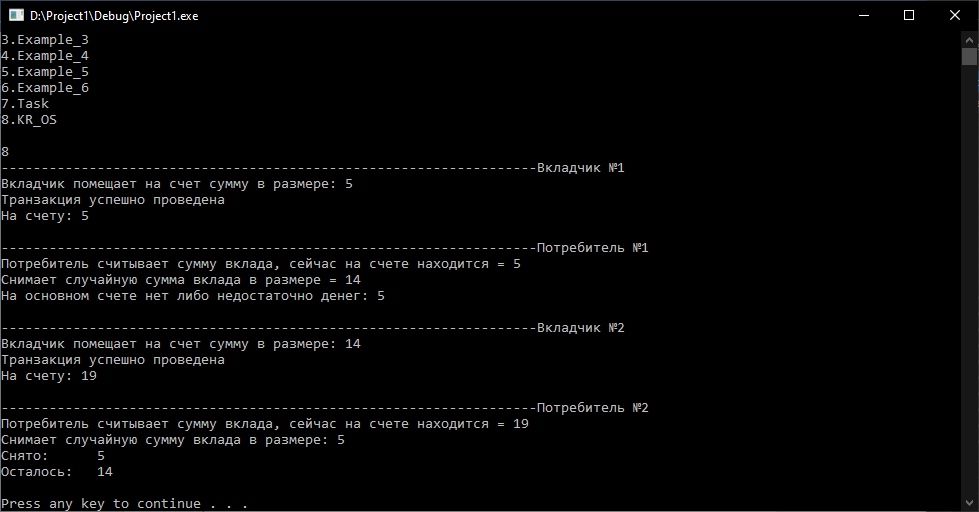 D:\Project1\Debug\Project1.exe
3.Example_3
4.Example_4
5.Example_5
6.Example_6
7.Task
8.KR_OS
8
-------------------------------------------------------------------Вкладчик №1
Вкладчик помещает на счет сумму в размере: 5
Транзакция успешно проведена
На счету: 5
-------------------------------------------------------------------Потребитель №1
Потребитель считывает сумму вклада, сейчас на счете находится = 5
Снимает случайную сумма вклада в размере = 14
На основном счете нет либо недостаточно денег: 5
-------------------------------------------------------------------Вкладчик №2
Вкладчик помещает на счет сумму в размере: 14
Транзакция успешно проведена
На счету: 19
-------------------------------------------------------------------Потребитель №2
Потребитель считывает сумму вклада, сейчас на счете находится = 19
Снимает случайную сумму вклада в размере: 5
Снято:      5
Осталось:   14
Press any key to continue . . .